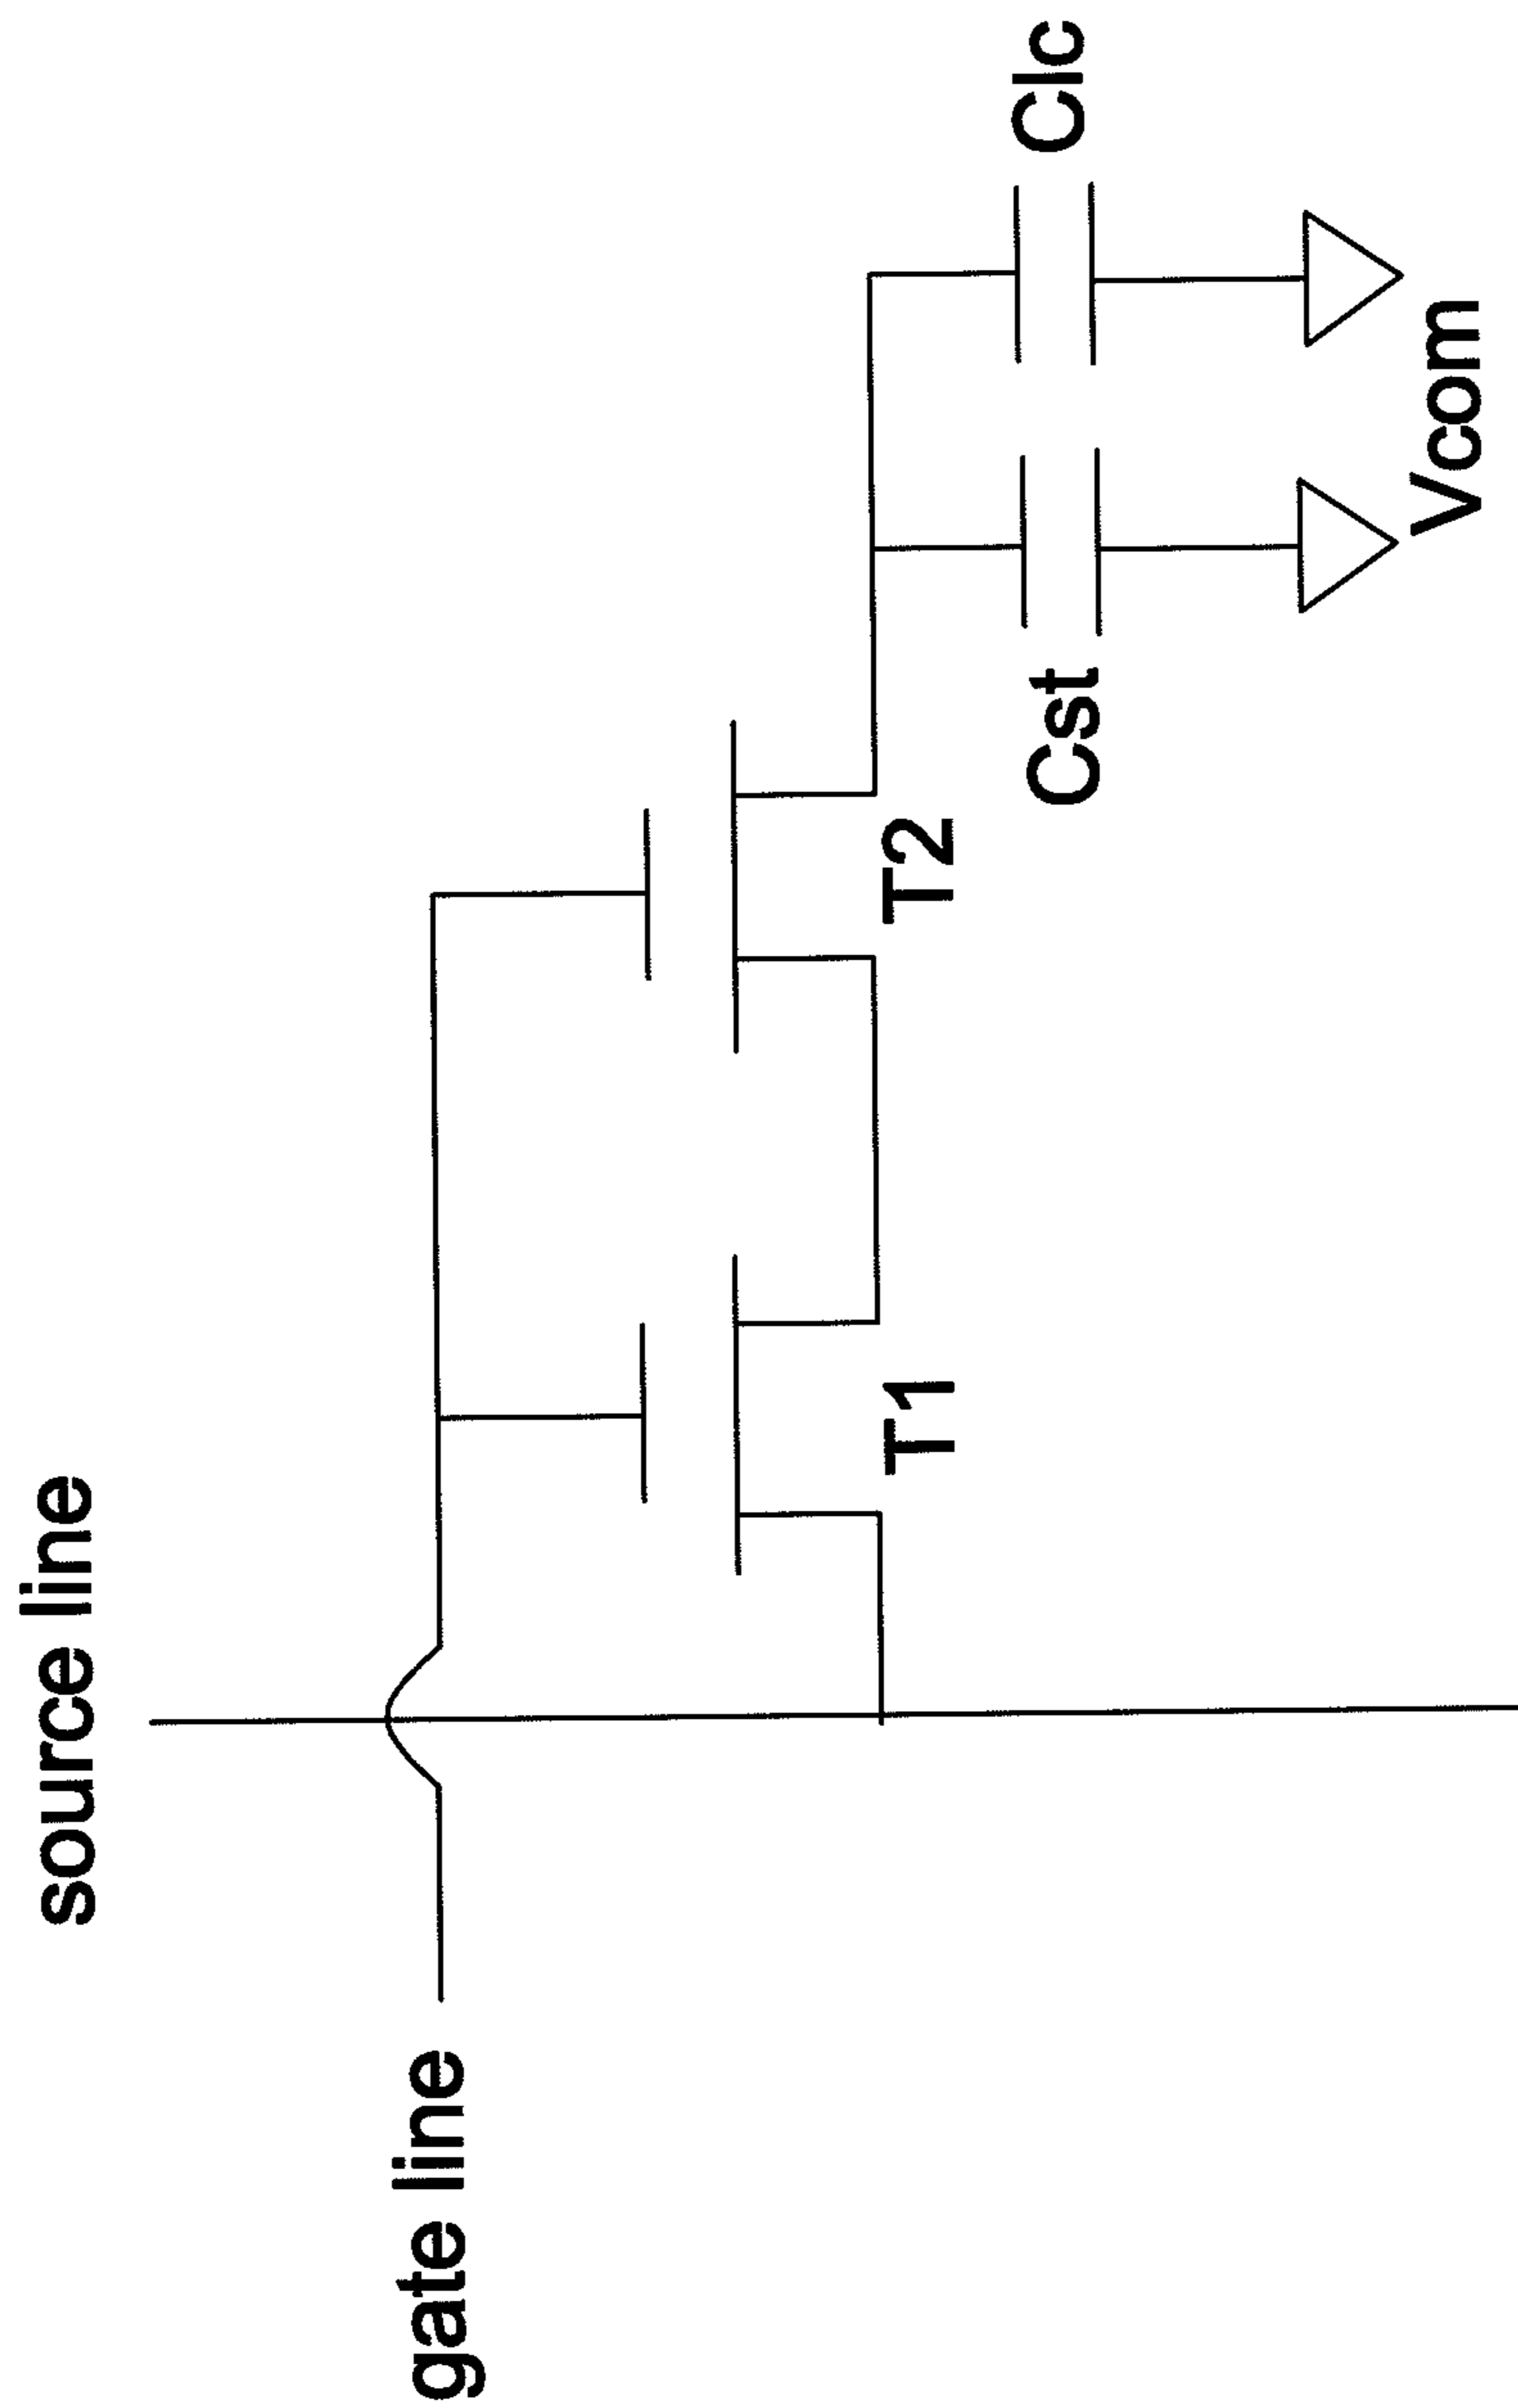 source line
gate line
T1
T2
Cst
Clc
Vcom